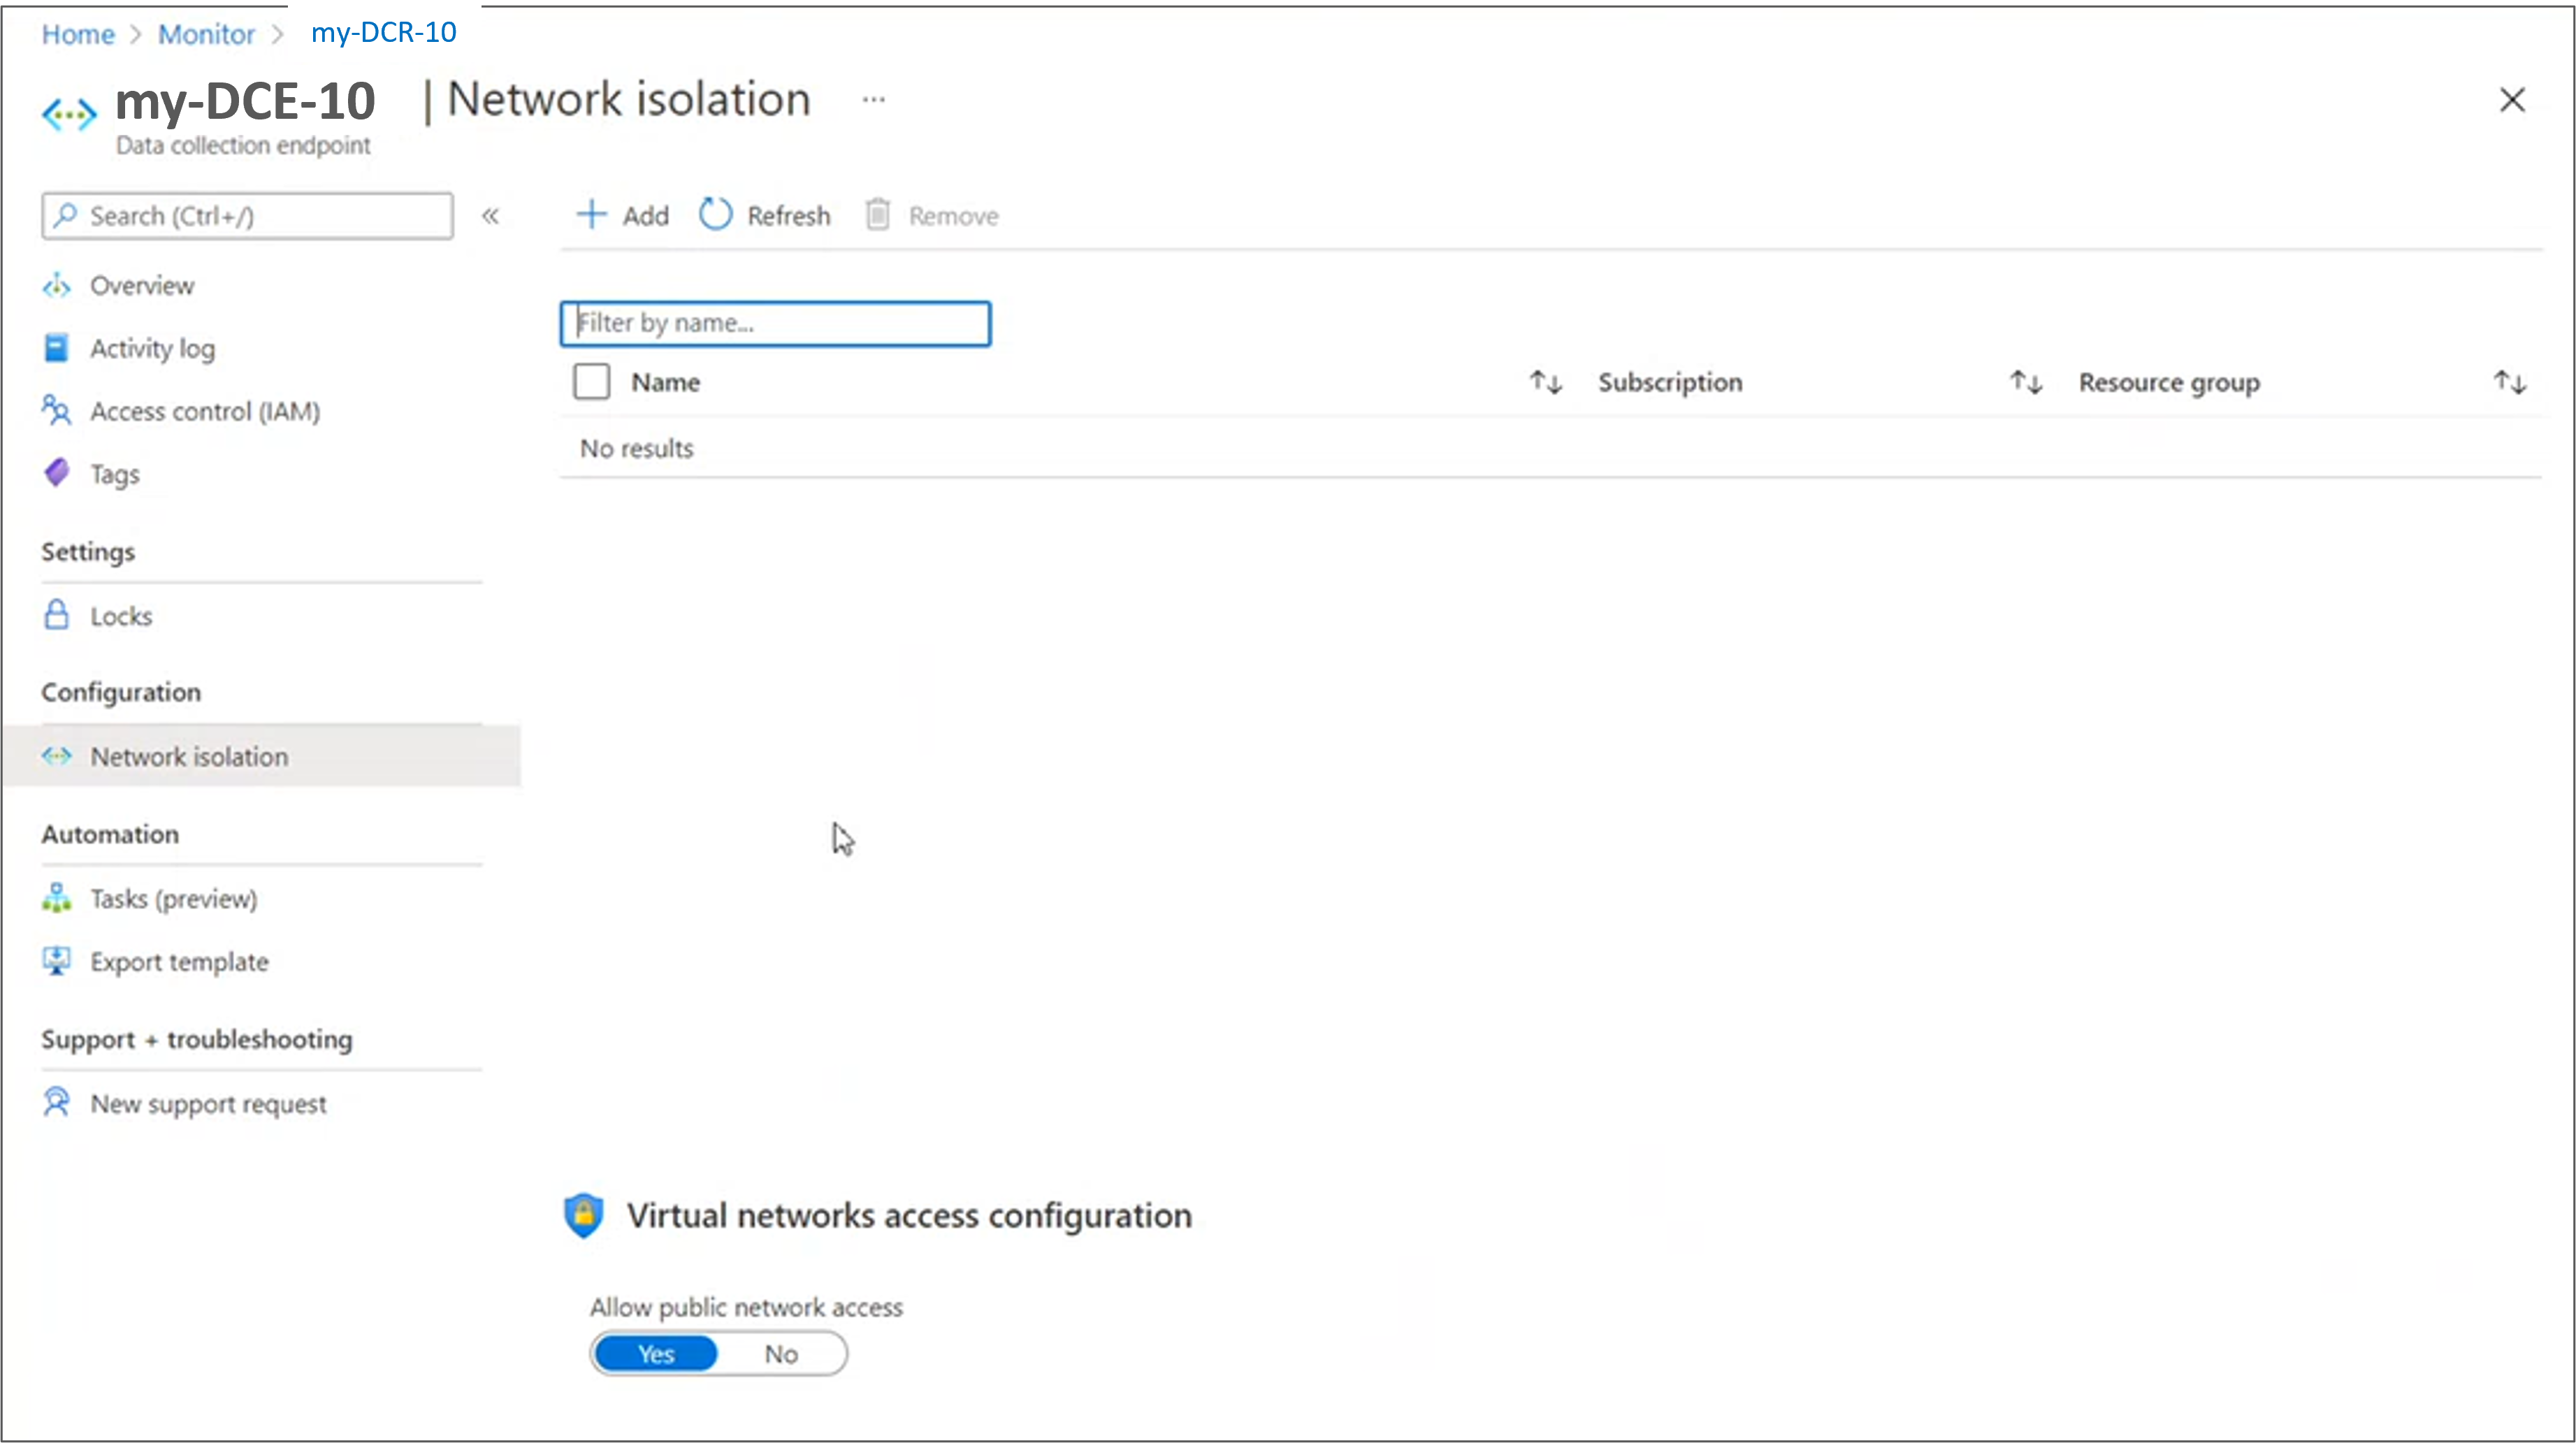 Home > Monitor > my-DCR-10
my-DCE-10 | Network isolation ...
Data collection endpoint
Search (Ctrl+/) «
Overview
Activity log
Access control (IAM)
Tags
Settings
Locks
Configuration
Network isolation
Automation
Tasks (preview)
Export template
Support + troubleshooting
New support request
Add Refresh Remove
Filter by name...
Name ↑↓ Subscription ↑↓ Resource group ↑↓
No results
Virtual networks access configuration
Allow public network access
Yes No